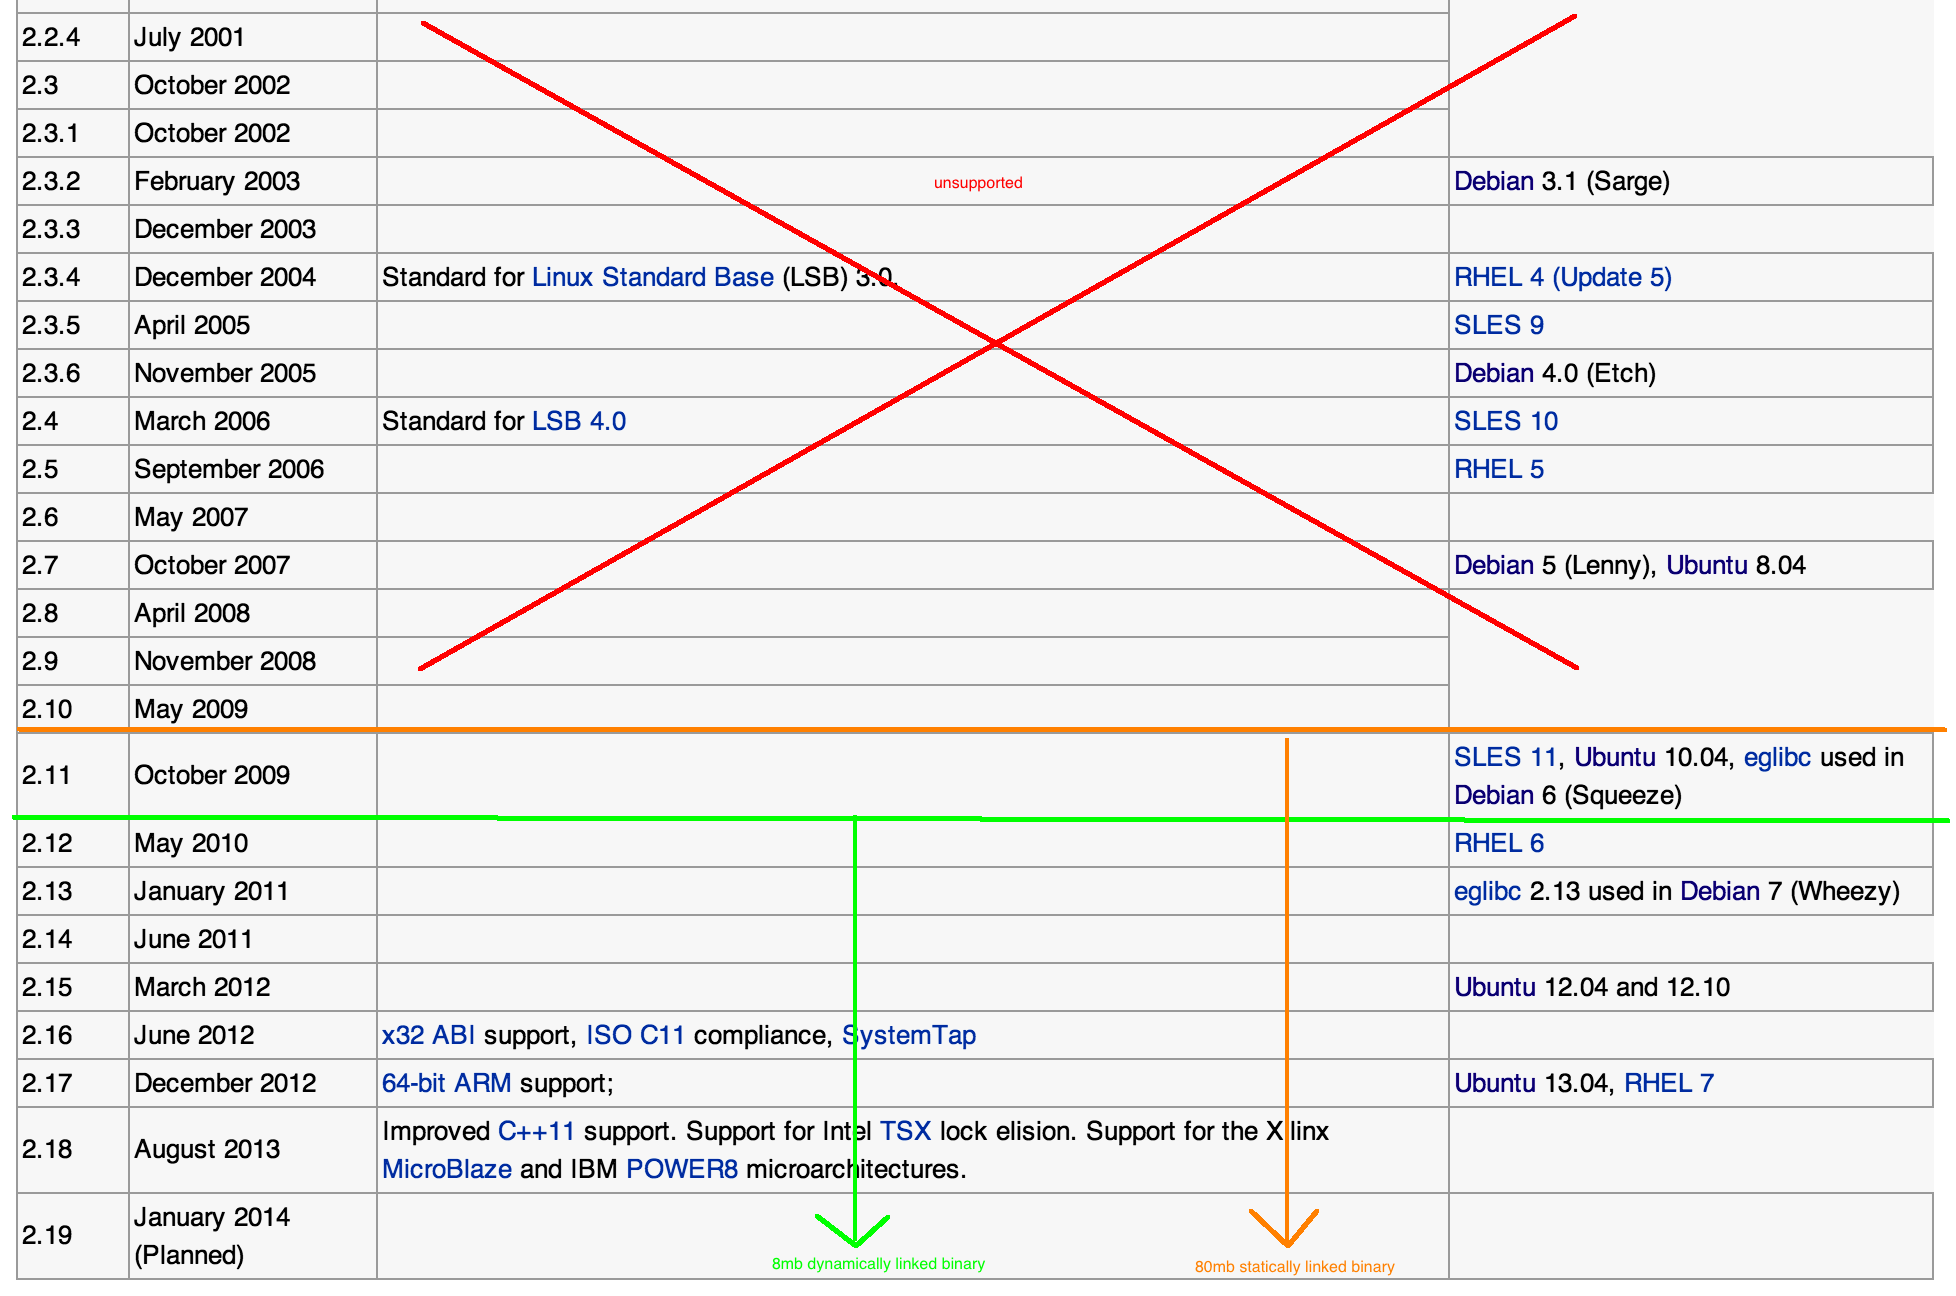 2.2.4 July 2001
2.3 October 2002
2.3.1 October 2002
2.3.2 February 2003 unsupported Debian 3.1 (Sarge)
2.3.3 December 2003
2.3.4 December 2004 Standard for Linux Standard Base (LSB) 3.0. RHEL 4 (Update 5)
2.3.5 April 2005 SLES 9
2.3.6 November 2005 Debian 4.0 (Etch)
2.4 March 2006 Standard for LSB 4.0 SLES 10
2.5 September 2006 RHEL 5
2.6 May 2007
2.7 October 2007 Debian 5 (Lenny), Ubuntu 8.04
2.8 April 2008
2.9 November 2008
2.10 May 2009
2.11 October 2009 SLES 11, Ubuntu 10.04, eglibc used in
Debian 6 (Squeeze)
2.12 May 2010 RHEL 6
2.13 January 2011 eglibc 2.13 used in Debian 7 (Wheezy)
2.14 June 2011
2.15 March 2012 Ubuntu 12.04 and 12.10
2.16 June 2012 x32 ABI support, ISO C11 compliance, SystemTap
2.17 December 2012 64-bit ARM support; Ubuntu 13.04, RHEL 7
2.18 August 2013 Improved C++11 support. Support for Intel TSX lock elision. Support for the Xilinx
MicroBlaze and IBM POWER8 microarchitectures.
2.19 January 2014
(Planned)
8mb dynamically linked binary 80mb statically linked binary